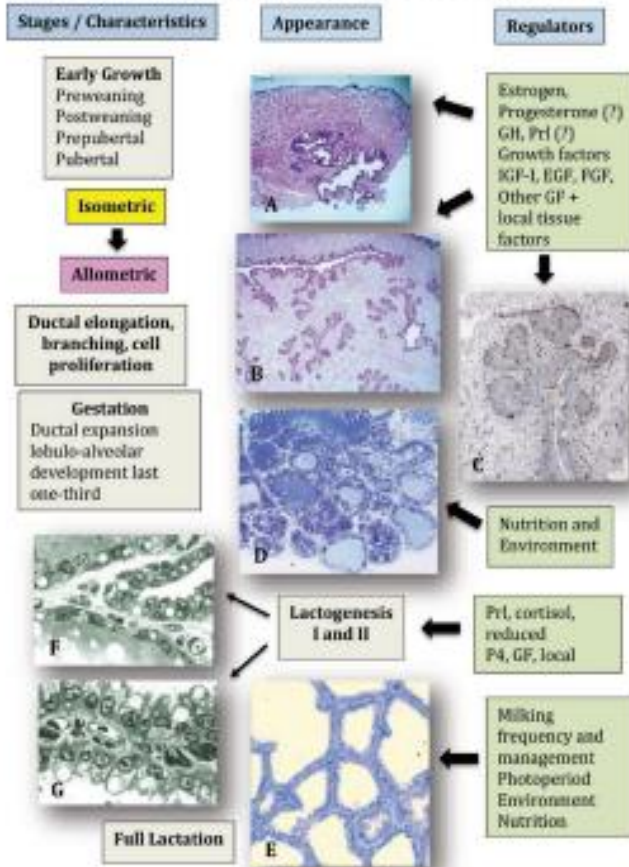 Stages / Characteristics
Appearance
Regulators
Early Growth
Preweaning
Postweaning
Prepubertal
Pubertal
Isometric
Allometric
Ductal elongation,
branching, cell
proliferation
Gestation
Ductal expansion
lobulo-alveolar
development last
one-third
A
B
C
D
Estrogen,
Progesterone (?)
GH, Prl (?)
Growth factors
IGF-I, EGF, FGF,
Other GF +
local tissue
factors
Nutrition and
Environment
F
G
Lactogenesis
I and II
Prl, cortisol,
reduced
P4, GF, local
Full Lactation
E
Milking
frequency and
management
Photoperiod
Environment
Nutrition